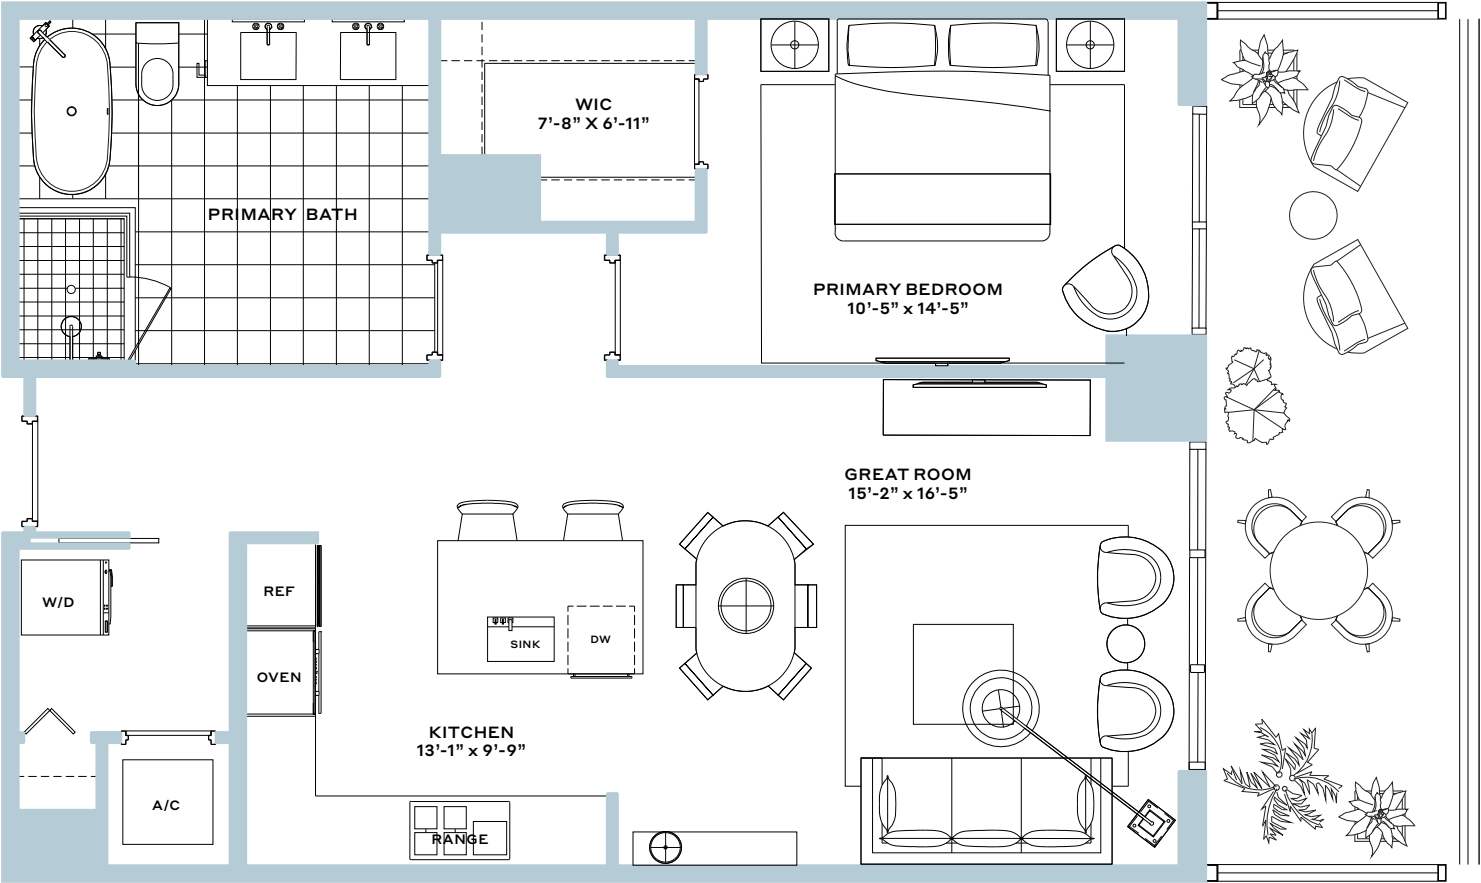 WIC
7’-8” X 6’-11”
PRIMARY BATH
PRIMARY BEDROOM
10’-5” x 14’-5”
GREAT ROOM
15’-2” x 16’-5”
W/D
REF
SINK
DW
OVEN
KITCHEN
13’-1” x 9’-9”
A/C
RANGE